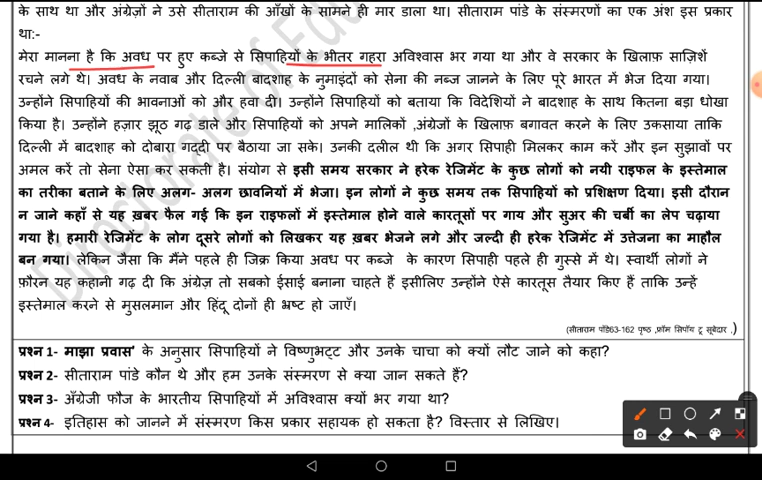 के साथ था और अंग्रेज़ों ने उसे सीताराम की आँखों के सामने ही मार डाला था। सीताराम पांडे के संस्मरणों का एक अंश इस प्रकार
था:-
मेरा मानना है कि अवध पर हुए कब्जे से सिपाहियों के भीतर गहरा अविश्वास भर गया था और वे सरकार के खिलाफ़ साज़िशें
रचने लगे थे। अवध के नवाब और दिल्ली बादशाह के नुमाइंदों को सेना की नब्ज जानने के लिए पूरे भारत में भेज दिया गया।
उन्होंने सिपाहियों की भावनाओं को और हवा दी। उन्होंने सिपाहियों को बताया कि विदेशियों ने बादशाह के साथ कितना बड़ा धोखा
किया है। उन्होंने हज़ार झूठ गढ़ डाले और सिपाहियों को अपने मालिकों ,अंग्रेजों के खिलाफ़ बगावत करने के लिए उकसाया ताकि
दिल्ली में बादशाह को दोबारा गद्दी पर बैठाया जा सके। उनकी दलील थी कि अगर सिपाही मिलकर काम करें और इन सुझावों पर
अमल करें तो सेना ऐसा कर सकती है। संयोग से इसी समय सरकार ने हरेक रेजिमेंट के कुछ लोगों को नयी राइफल के इस्तेमाल
का तरीका बताने के लिए अलग- अलग छावनियों में भेजा। इन लोगों ने कुछ समय तक सिपाहियों को प्रशिक्षण दिया। इसी दौरान
न जाने कहाँ से यह ख़बर फैल गई कि इन राइफलों में इस्तेमाल होने वाले कारतूसों पर गाय और सुअर की चर्बी का लेप चढ़ाया
गया है। हमारी रेजिमेंट के लोग दूसरे लोगों को लिखकर यह ख़बर भेजने लगे और जल्दी ही हरेक रेजिमेंट में उत्तेजना का माहौल
बन गया। लेकिन जैसा कि मैंने पहले ही जिक्र किया अवध पर कब्जे के कारण सिपाही पहले ही गुस्से में थे। स्वार्थी लोगों ने
फ़ौरन यह कहानी गढ़ दी कि अंग्रेज़ तो सबको ईसाई बनाना चाहते हैं इसीलिए उन्होंने ऐसे कारतूस तैयार किए हैं ताकि उन्हें
इस्तेमाल करने से मुसलमान और हिंदू दोनों ही भ्रष्ट हो जाएँ।
(सीताराम पाँडे63-162 पृष्ठ ,फ्रॉम सिपॉय टू सूबेदार ,)
प्रश्न 1- माझा प्रवास' के अनुसार सिपाहियों ने विष्णुभट्ट और उनके चाचा को क्यों लौट जाने को कहा?
प्रश्न 2- सीताराम पांडे कौन थे और हम उनके संस्मरण से क्या जान सकते हैं?
प्रश्न 3- अँग्रेजी फौज के भारतीय सिपाहियों में अविश्वास क्यों भर गया था?
प्रश्न 4- इतिहास को जानने में संस्मरण किस प्रकार सहायक हो सकता है? विस्तार से लिखिए।